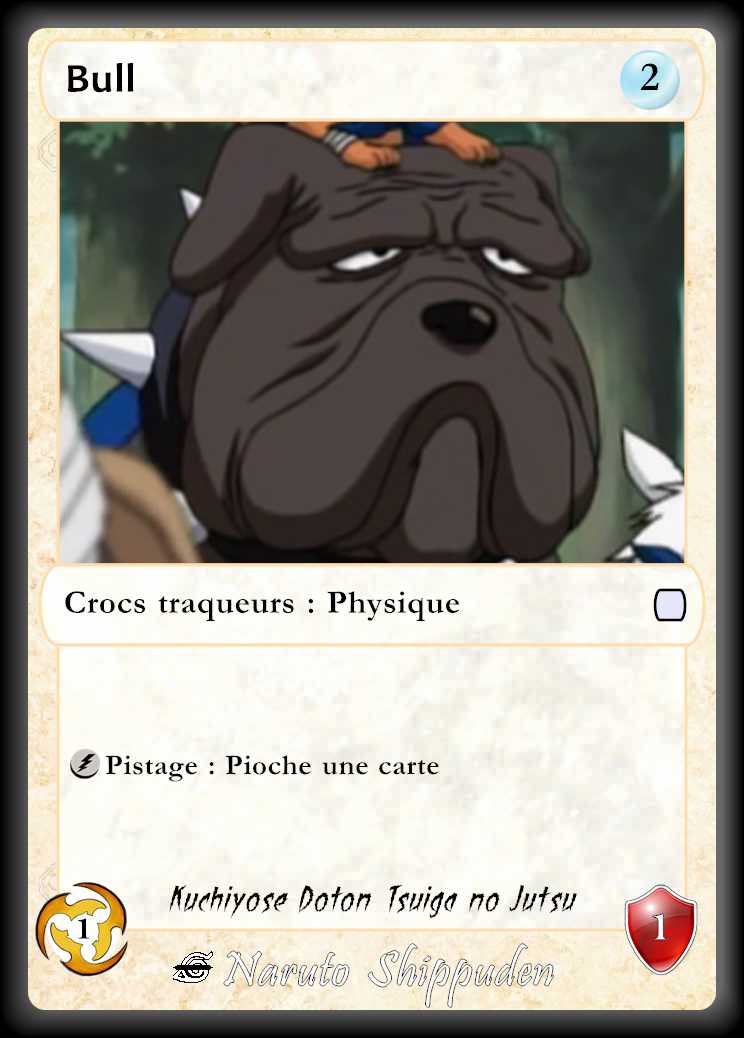 Bull
2
Crocs traqueurs : Physique
Pistage : Pioche une carte
Kuchiyose Doton Tsuiga no Jutsu
1
1
Naruto Shippuden